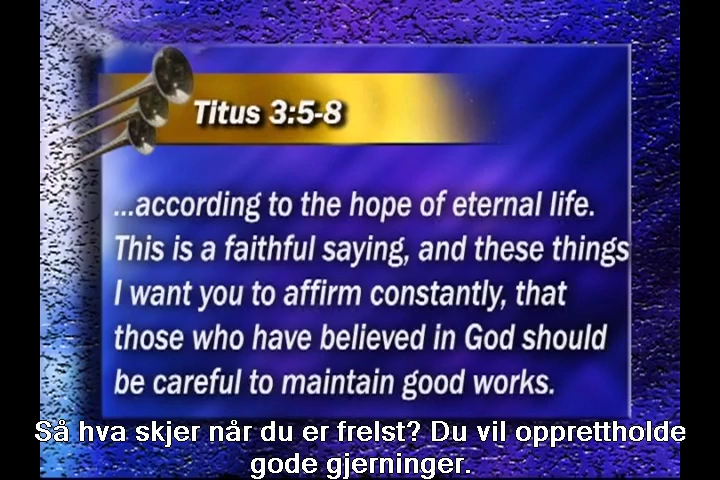 Titus 3:5-8
...according to the hope of eternal life.
This is a faithful saying, and these things
I want you to affirm constantly, that
those who have believed in God should
be careful to maintain good works.
Så hva skjer når du er frelst? Du vil opprettholde
gode gjerninger.